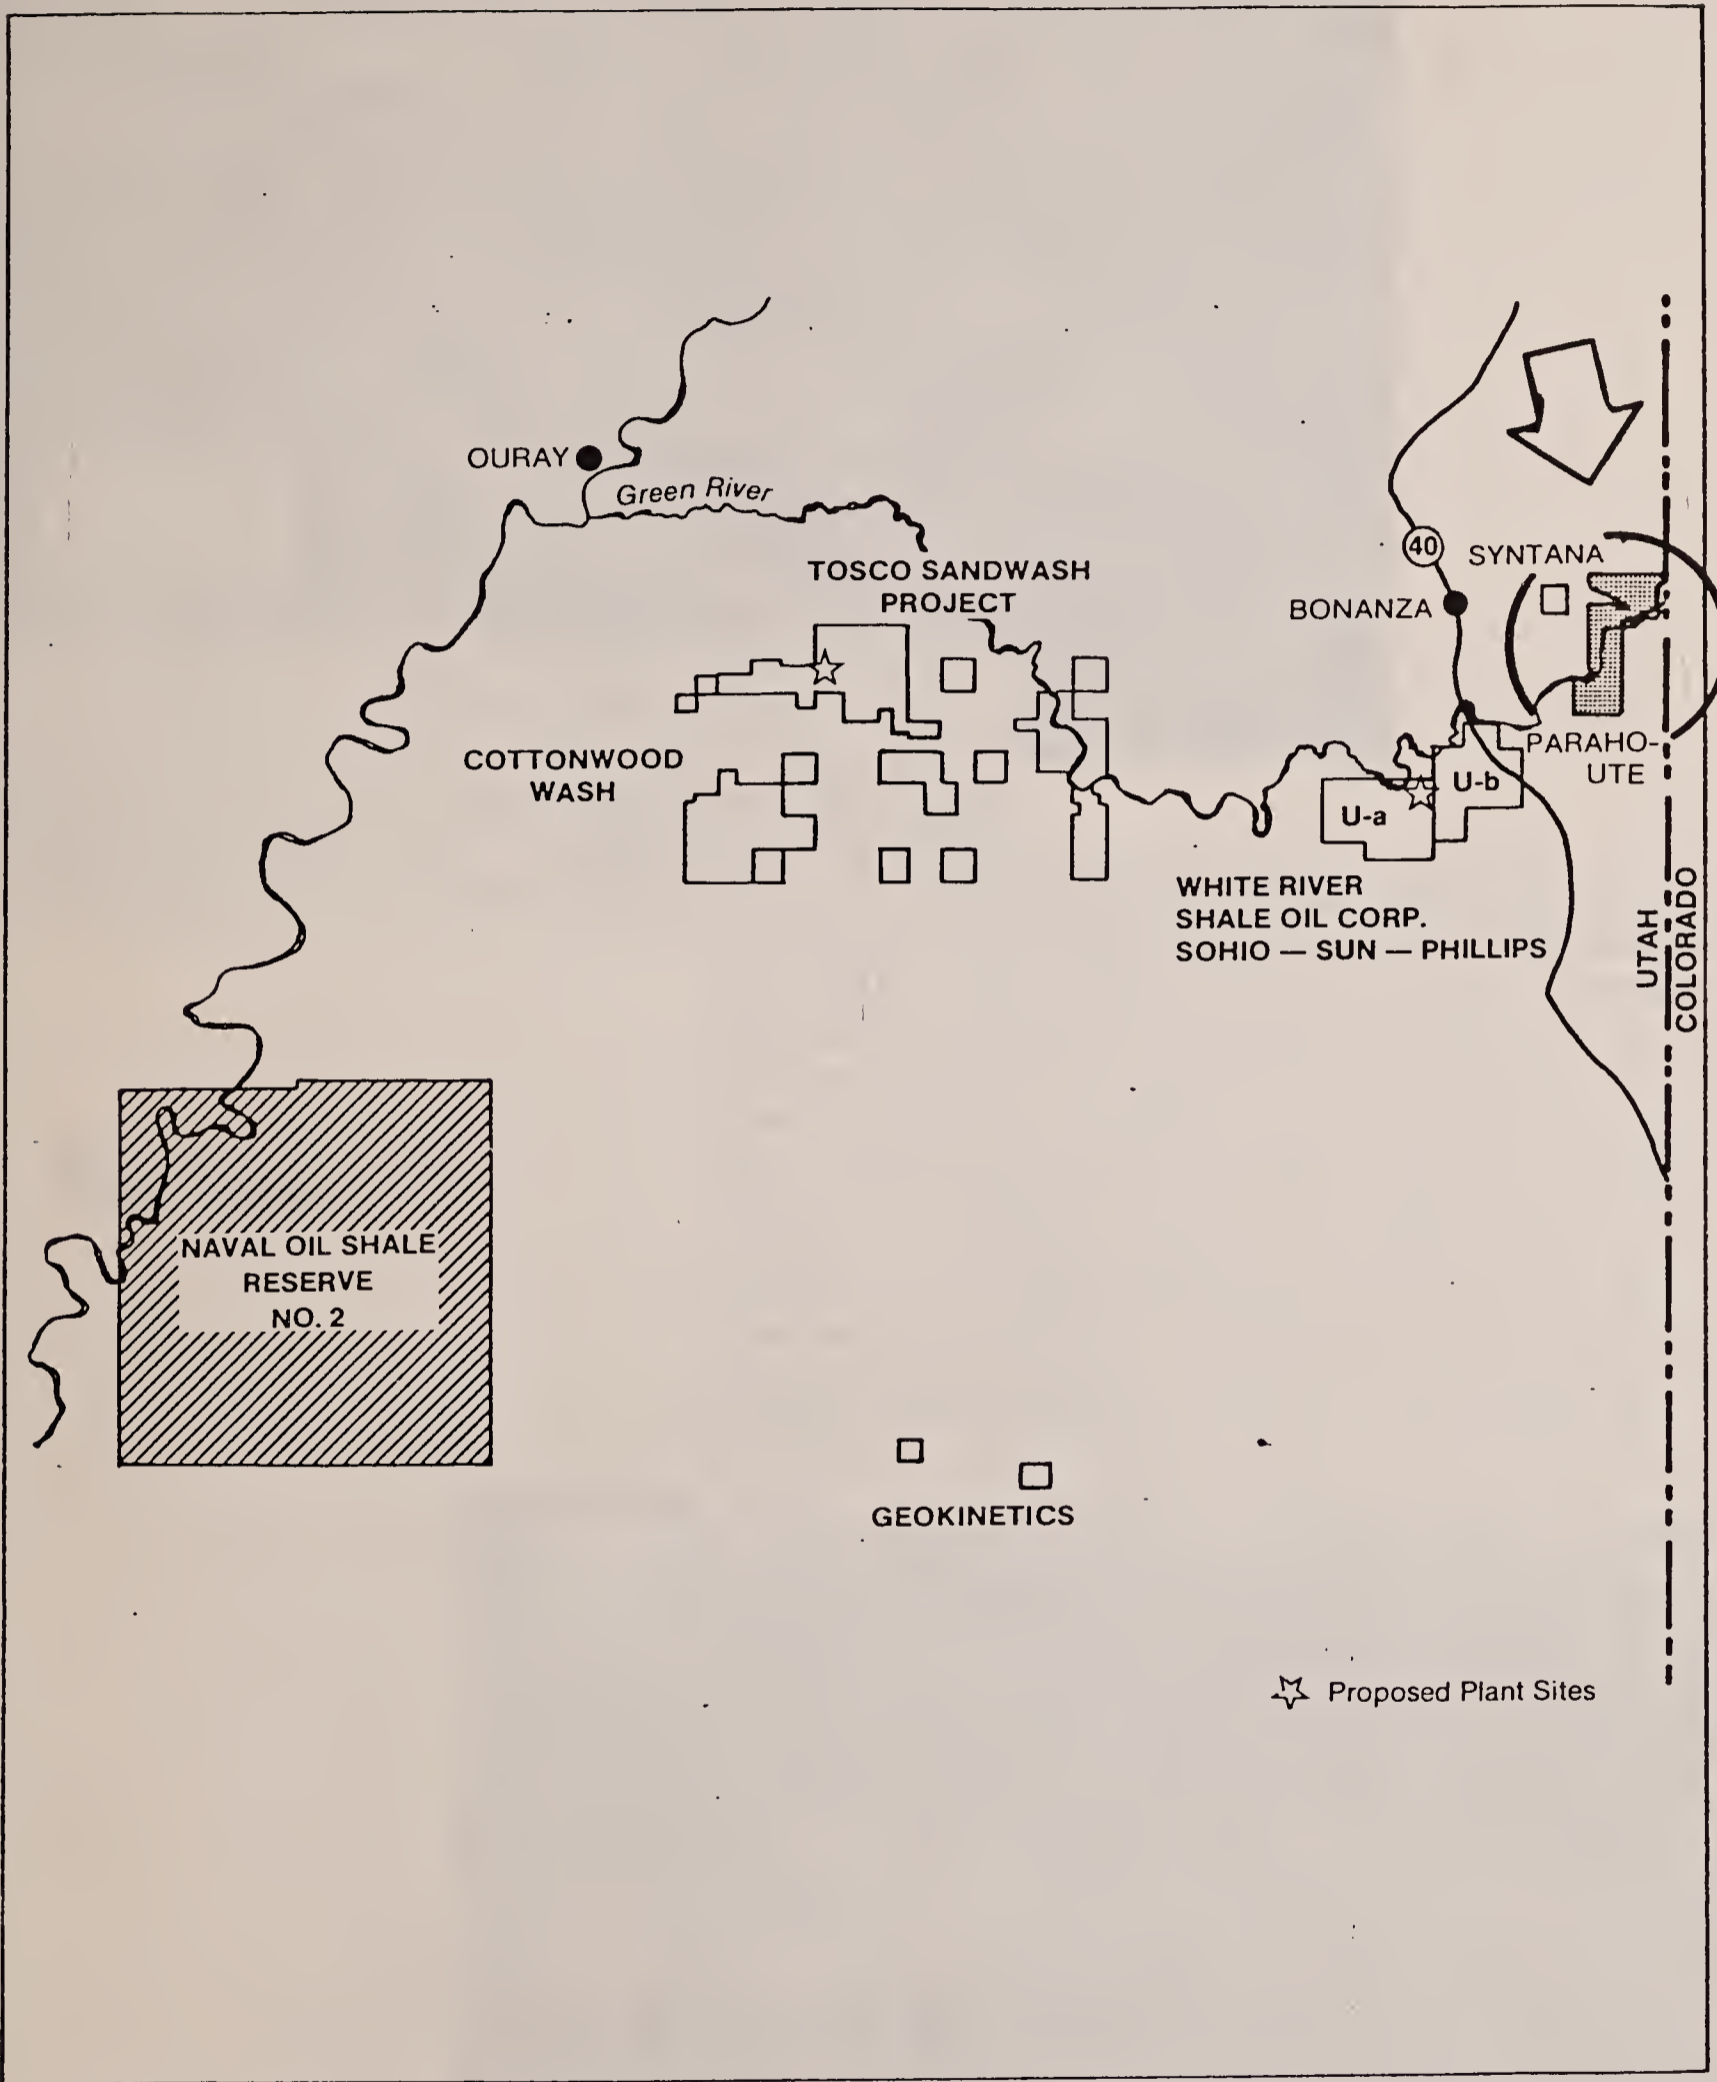 OURAY
Green River
TOSCO SANDWASH
PROJECT
40
SYNTANA
BONANZA
COTTONWOOD
WASH
PARAHO-
UTE
U-b
U-a
WHITE RIVER
SHALE OIL CORP.
SOHIO — SUN — PHILLIPS
UTAH
COLORADO
NAVAL OIL SHALE
RESERVE
NO. 2
GEOKINETICS
Proposed Plant Sites